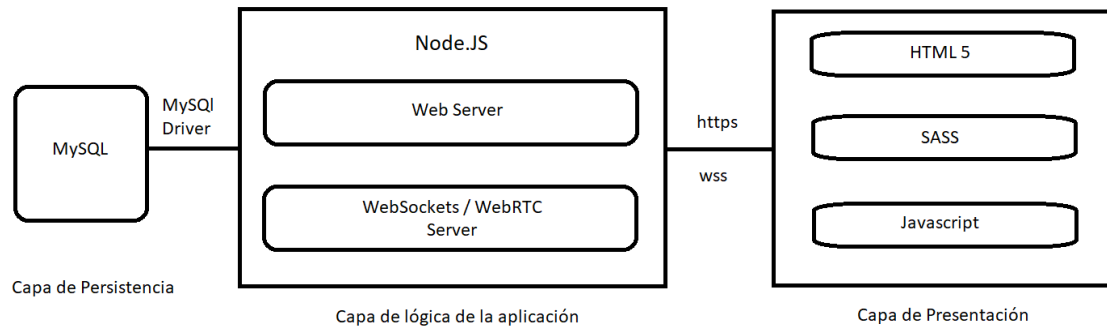 Node.JS
HTML 5
Web Server
MySQl
Driver
https
SASS
MySQL
wss
WebSockets / WebRTC
Server
Javascript
Capa de Persistencia
Capa de lógica de la aplicación
Capa de Presentación